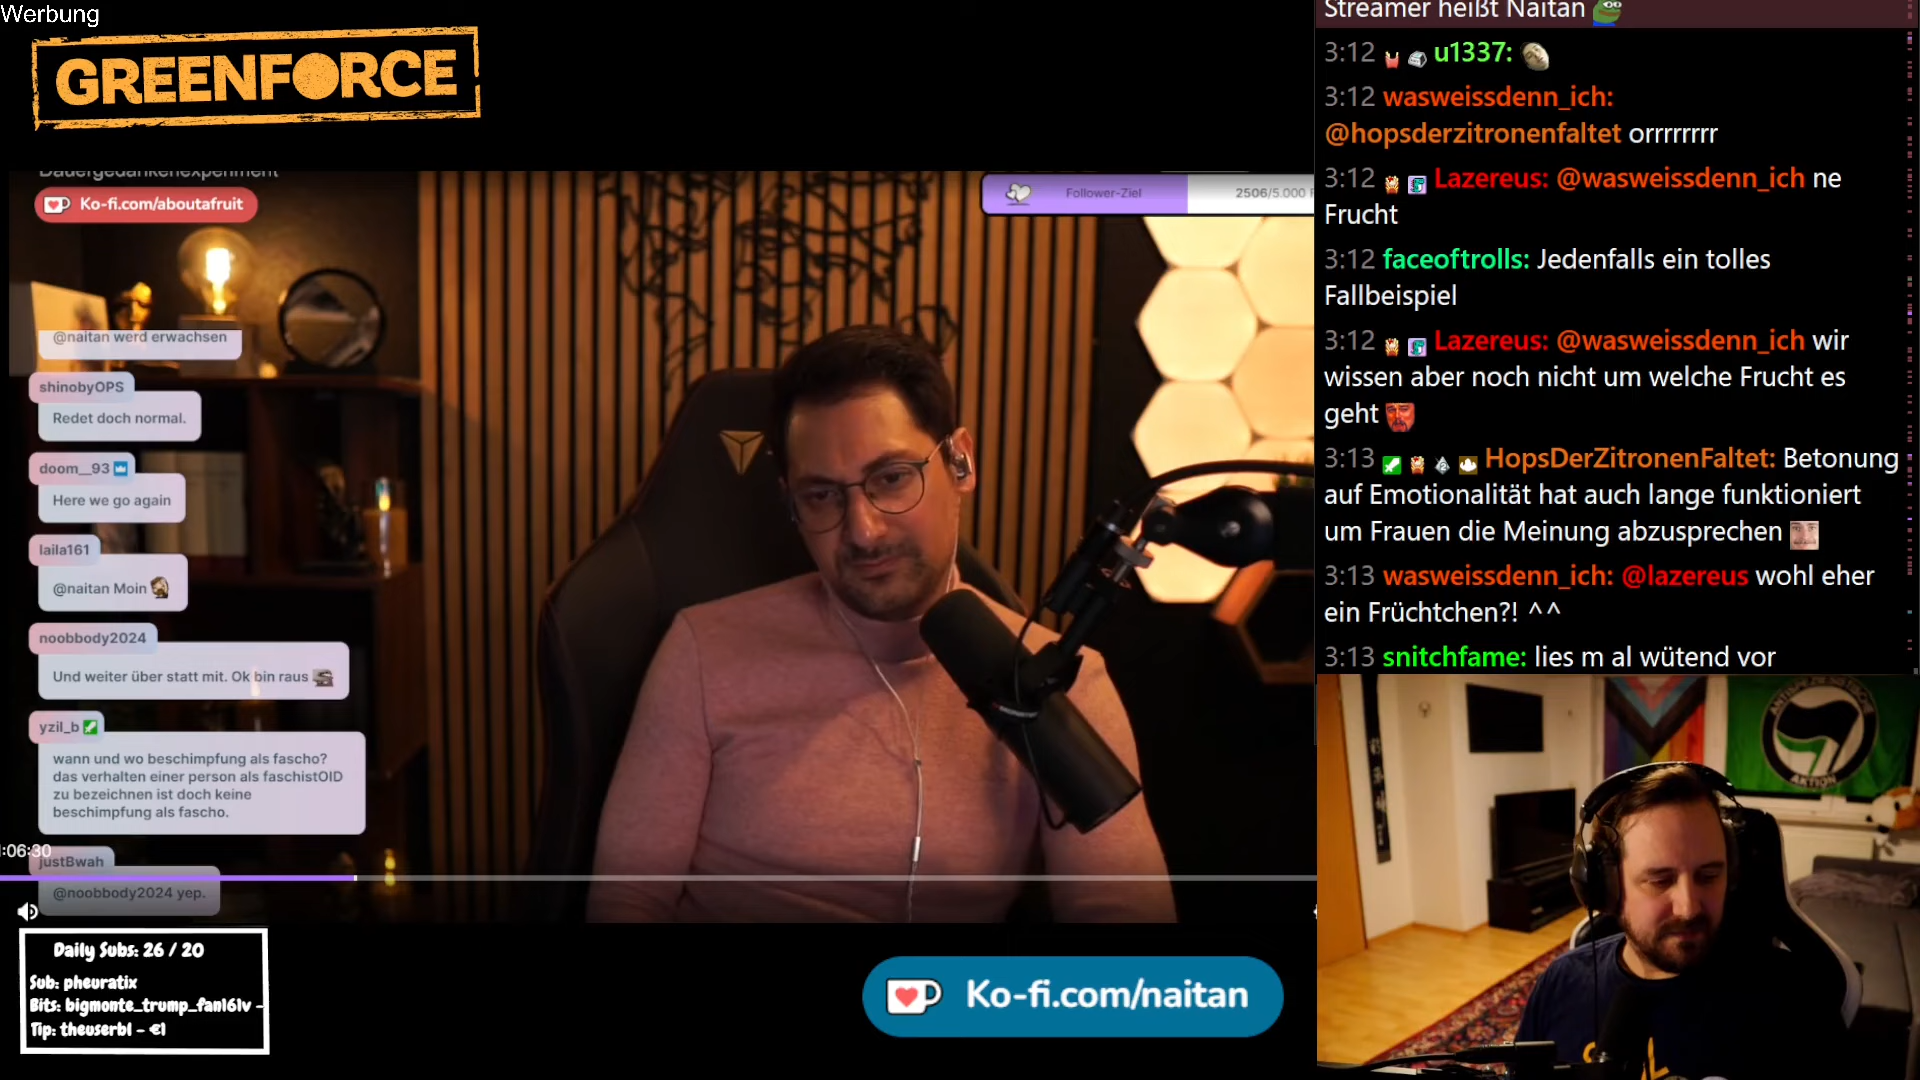 Werbung
GREENFORCE
Dauergedankenexperiment
Ko-fi.com/aboutafruit
Follower-Ziel
2506/5.000
@naitan werd erwachsen
shinobyOPS
Redet doch normal.
doom__93
Here we go again
laila161
@naitan Moin
noobbody2024
Und weiter über statt mit. Ok bin raus
yzil_b
wann und wo beschimpfung als fascho?
das verhalten einer person als faschistOID
zu bezeichnen ist doch keine
beschimpfung als fascho.
:06:30
justBwah
@noobbody2024 yep.
Daily Subs: 26 / 20
Sub: pheuratix
Bits: bigmonte_trump_fan161v -
Tip: theuserbl - €1
Ko-fi.com/naitan
Streamer heißt Naitan
3:12 u1337:
3:12 wasweissdenn_ich:
@hopsderzitronenfaltet orrrrrrrr
3:12 Lazereus: @wasweissdenn_ich ne
Frucht
3:12 faceoftrolls: Jedenfalls ein tolles
Fallbeispiel
3:12 Lazereus: @wasweissdenn_ich wir
wissen aber noch nicht um welche Frucht es
geht
3:13 HopsDerZitronenFaltet: Betonung
auf Emotionalität hat auch lange funktioniert
um Frauen die Meinung abzusprechen
3:13 wasweissdenn_ich: @lazereus wohl eher
ein Früchtchen?! ^^
3:13 snitchfame: lies m al wütend vor
AKTION